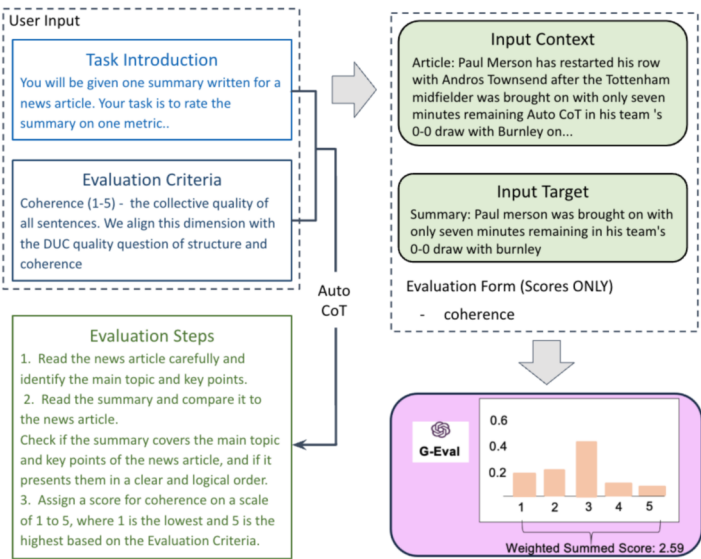 User Input
Task Introduction
You will be given one summary written for a
news article. Your task is to rate the
summary on one metric..
Evaluation Criteria
Coherence (1-5) - the collective quality of
all sentences. We align this dimension with
the DUC quality question of structure and
coherence
Auto
CoT
Evaluation Steps
1. Read the news article carefully and
identify the main topic and key points.
2. Read the summary and compare it to
the news article.
Check if the summary covers the main topic
and key points of the news article, and if it
presents them in a clear and logical order.
3. Assign a score for coherence on a scale
of 1 to 5, where 1 is the lowest and 5 is the
highest based on the Evaluation Criteria.
Input Context
Article: Paul Merson has restarted his row
with Andros Townsend after the Tottenham
midfielder was brought on with only seven
minutes remaining Auto CoT in his team 's
0-0 draw with Burnley on...
Input Target
Summary: Paul merson was brought on with
only seven minutes remaining in his team's
0-0 draw with burnley
Evaluation Form (Scores ONLY)
- coherence
G-Eval
0.6
0.4
0.2
1 2 3 4 5
Weighted Summed Score: 2.59